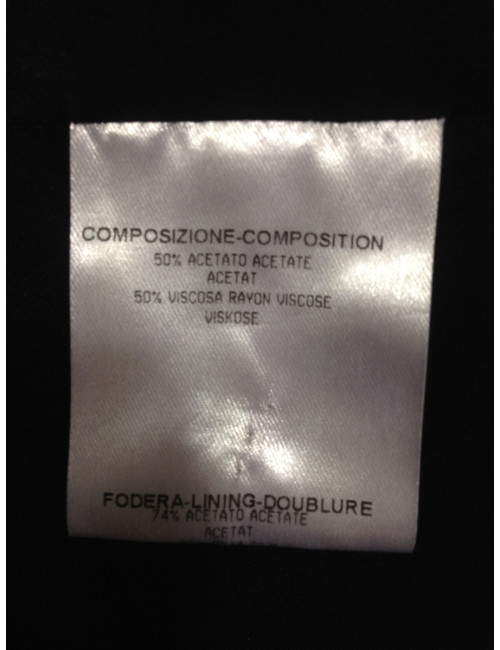 COMPOSIZIONE-COMPOSITION
50% ACETATO ACETATE
ACETAT
50% VISCOSA RAYON VISCOSE
VISKOSE
FODERA-LINING-DOUBLURE
74% ACETATO ACETATE
ACETAT